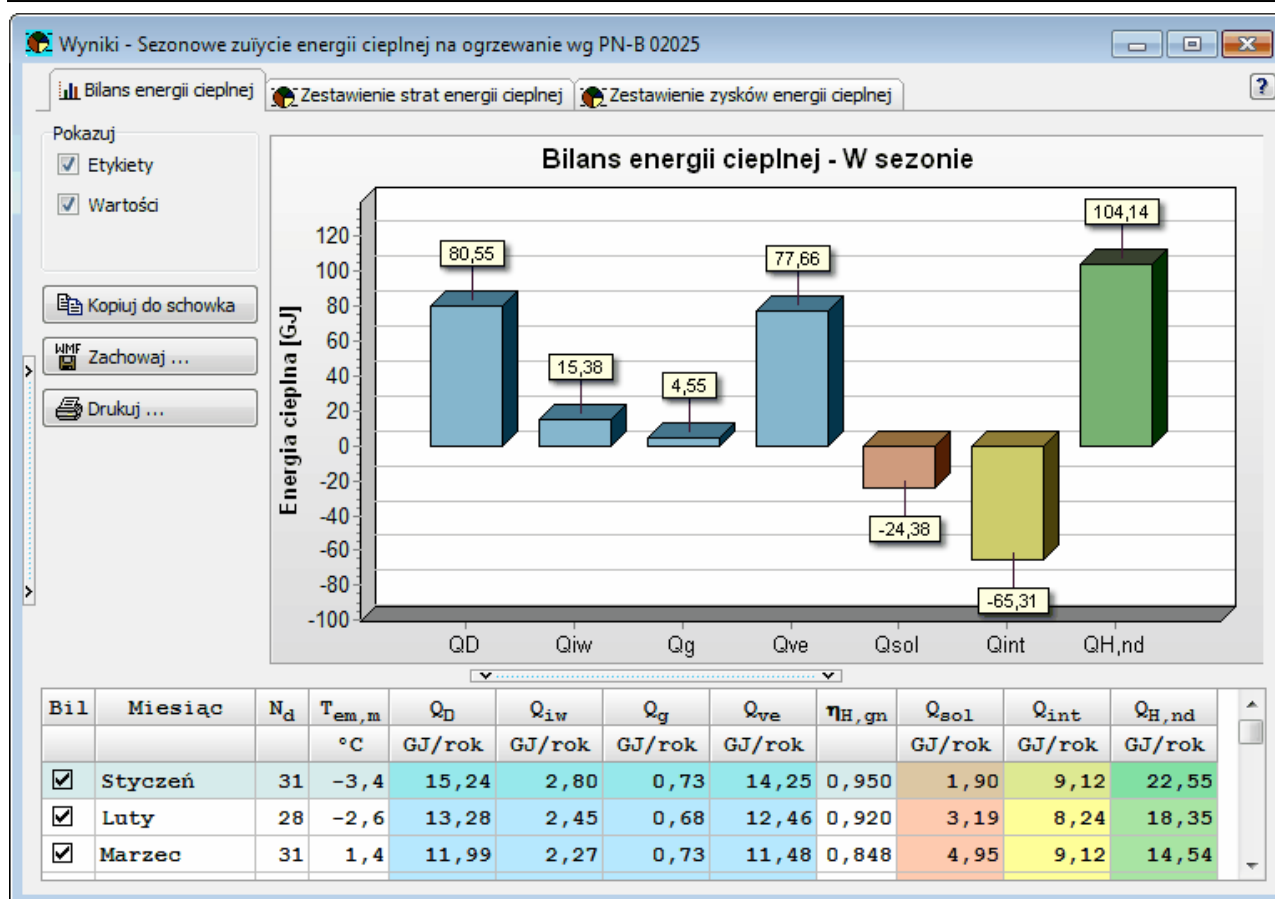 Wyniki - Sezonowe zuïycie energii cieplnej na ogrzewanie wg PN-B 02025
Bilans energii cieplnej Zestawienie strat energii cieplnej Zestawienie zysków energii cieplnej ?
Pokazuj
Etykiety
Wartości
Kopiuj do schowka
WMF Zachowaj ...
Drukuj ...
Bilans energii cieplnej - W sezonie
Energia cieplna [GJ]
120
100
80
60
40
20
0
-20
-40
-60
-80
-100
80,55
15,38
4,55
77,66
-24,38
-65,31
104,14
QD Qiw Qg Qve Qsol Qint QH,nd
Bil Miesiąc Nd Tem,m QD Qiw Qg Qve ηH,gn Qsol Qint QH,nd
°C GJ/rok GJ/rok GJ/rok GJ/rok GJ/rok GJ/rok GJ/rok
Styczeń 31 -3,4 15,24 2,80 0,73 14,25 0,950 1,90 9,12 22,55
Luty 28 -2,6 13,28 2,45 0,68 12,46 0,920 3,19 8,24 18,35
Marzec 31 1,4 11,99 2,27 0,73 11,48 0,848 4,95 9,12 14,54